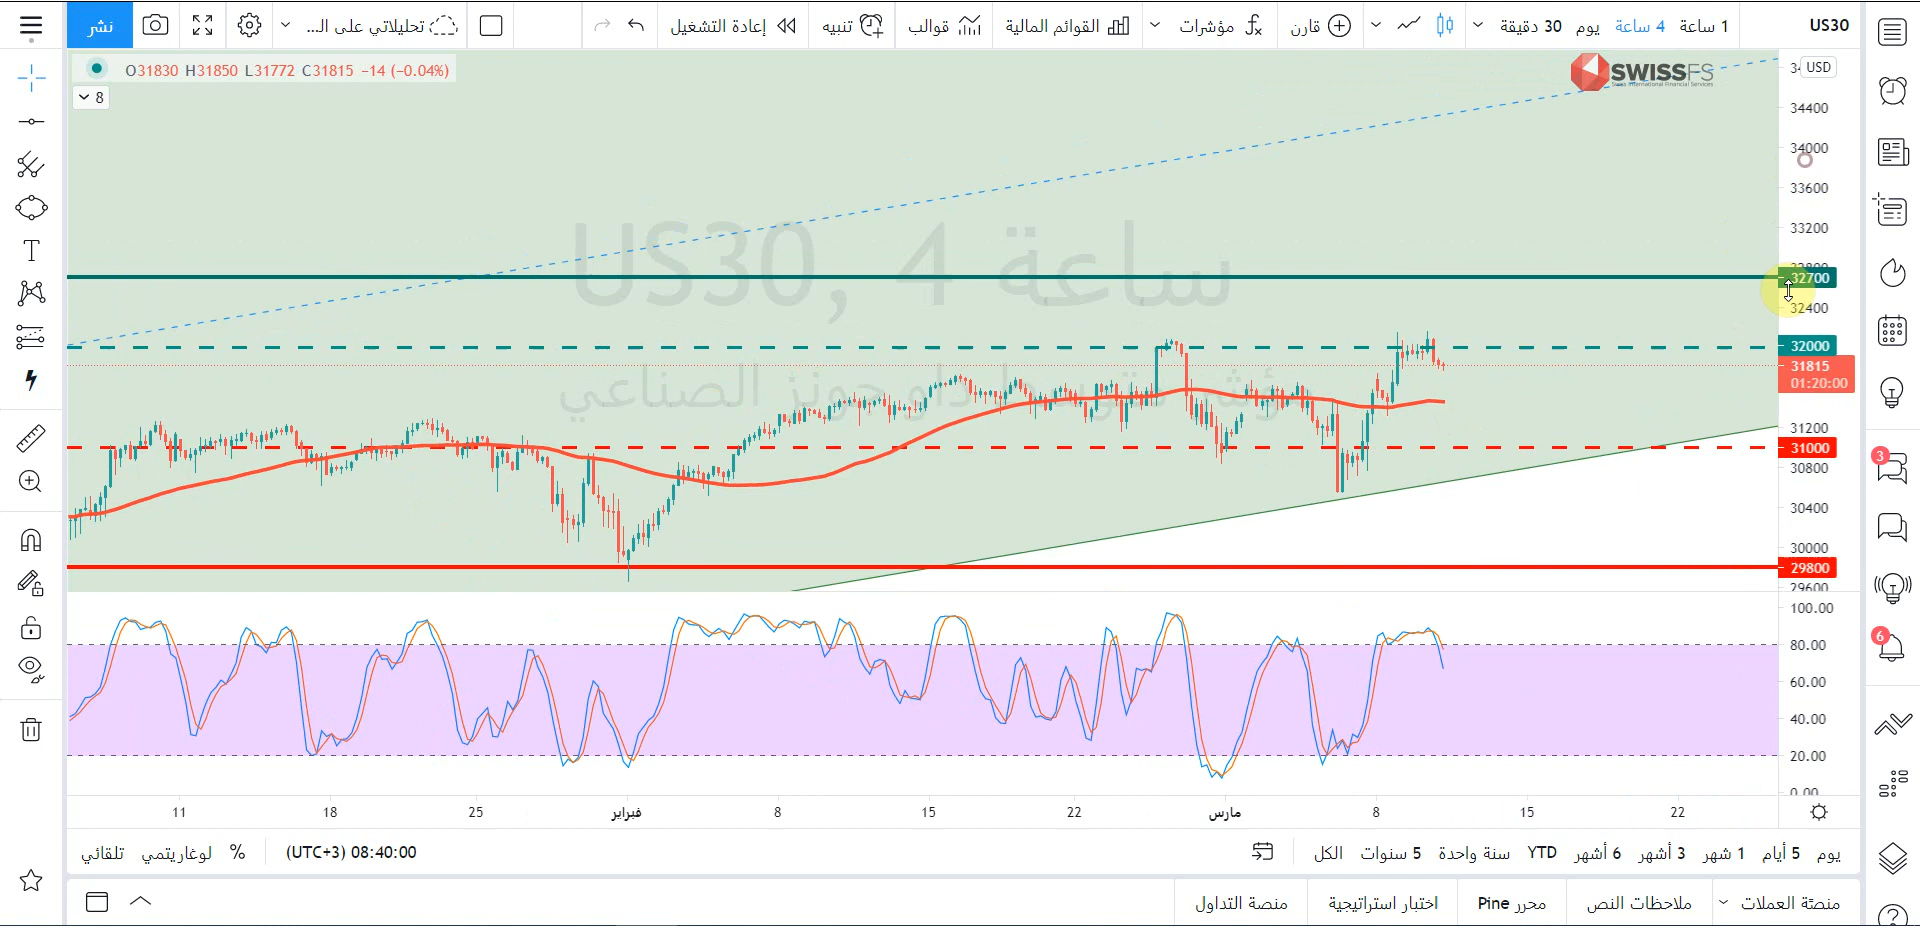 نشر
تحليلاتي على الـ...
إعادة التشغيل
تنبيه
قوالب
القوائم المالية
مؤشرات
قارن
30 دقيقة
يوم
4 ساعة
1 ساعة
US30
O31830 H31850 L31772 C31815 −14 (−0.04%)
8
SWISSFS
Swiss International Financial Services
USD
US30, 4 ساعة
داو جونز الصناعي
34400
34000
33600
33200
32700
32400
32000
31815
01:20:00
31200
31000
30800
30400
30000
29800
29600
100.00
80.00
60.00
40.00
20.00
0.00
3
6
11
18
25
فبراير
8
15
22
مارس
8
15
22
تلقائي
لوغاريتمي
%
08:40:00 (UTC+3)
الكل
5 سنوات
سنة واحدة
YTD
6 أشهر
3 أشهر
1 شهر
5 أيام
يوم
منصة التداول
اختبار استراتيجية
محرر Pine
ملاحظات النص
منصئة العملات